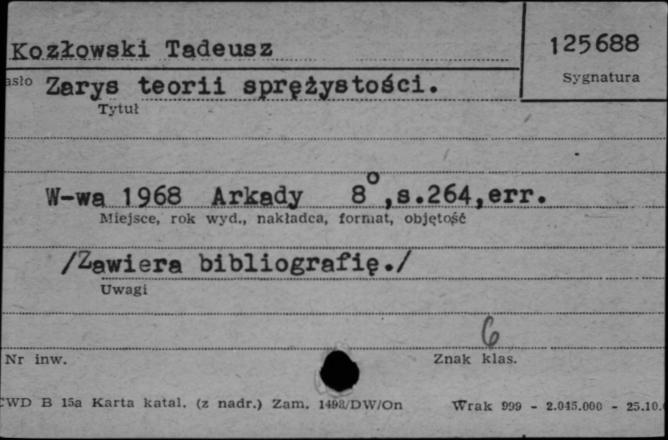 Kozłowski Tadeusz
125688
Sygnatura
asło Zarys teorii sprężystości.
Tytuł
W-wa 1968 Arkady 8°,s.264,err.
Miejsce, rok wyd., nakładca, format, objętość
/Zawiera bibliografię./
Uwagi
6
Nr inw.
Znak klas.
CWD B 15a Karta katal. (z nadr.) Zam. 1498/DW/On Wrak 999 - 2.045.000 - 25.10.